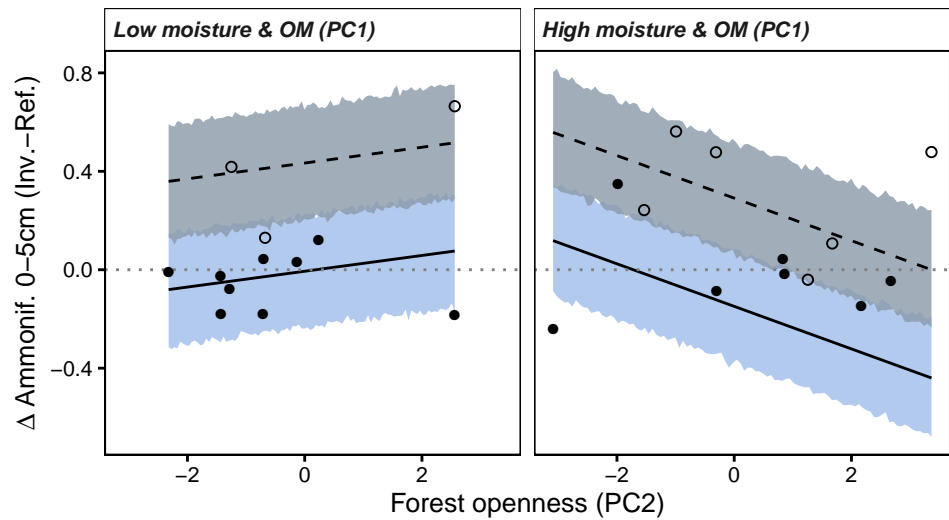 Low moisture & OM (PC1)
High moisture & OM (PC1)
Δ Ammonif. 0−5cm (Inv.−Ref.)
0.8
0.4
0.0
−0.4
−2
0
2
−2
0
2
Forest openness (PC2)